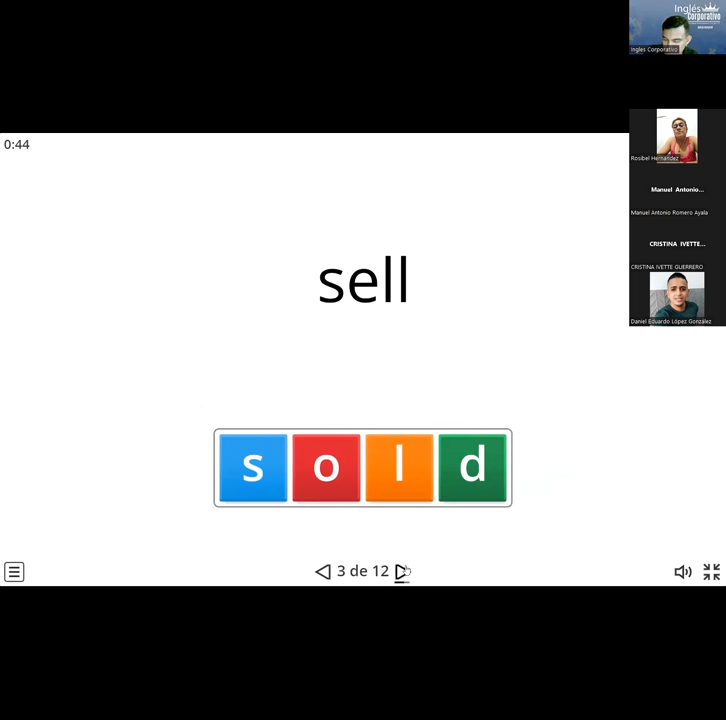 Inglés
Corporativo
Ingles Corporativo
0:44
Rosibel Hernandez
Manuel Antonio...
Manuel Antonio Romero Ayala
CRISTINA IVETTE...
CRISTINA IVETTE GUERRERO
Daniel Eduardo López González
sell
s o l d
3 de 12